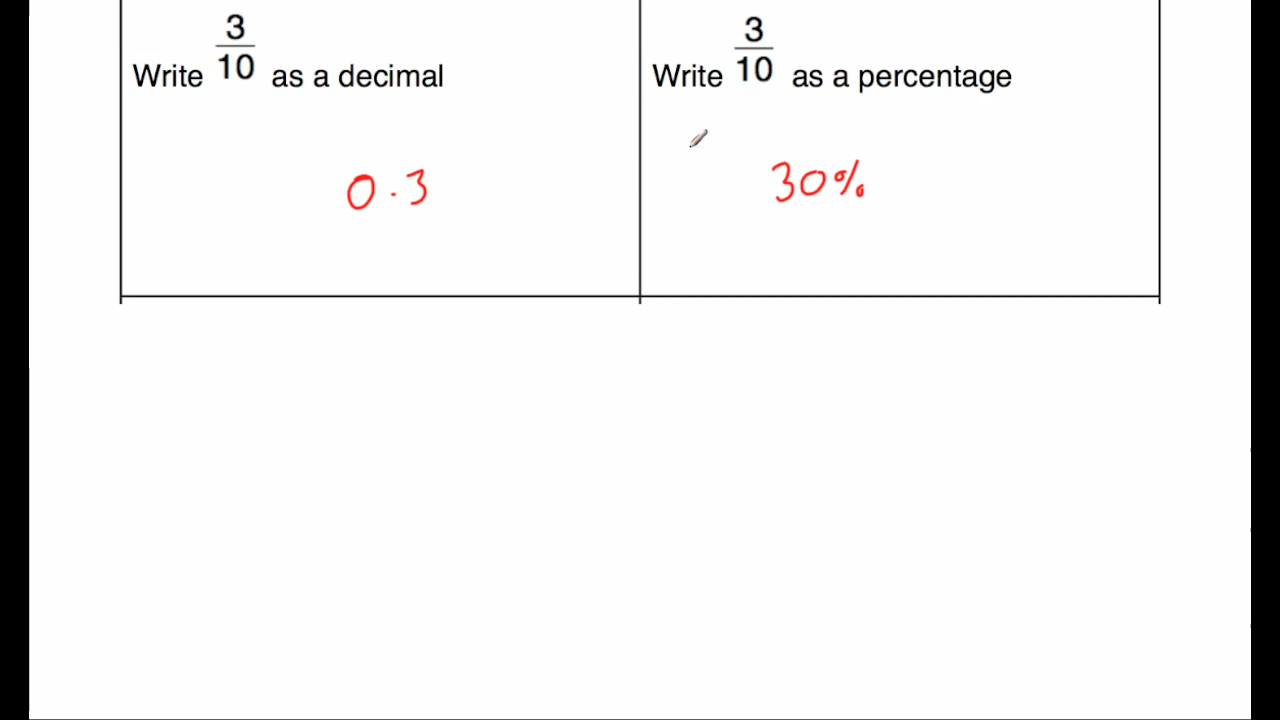 Write 3/10 as a decimal
0.3
Write 3/10 as a percentage
30%